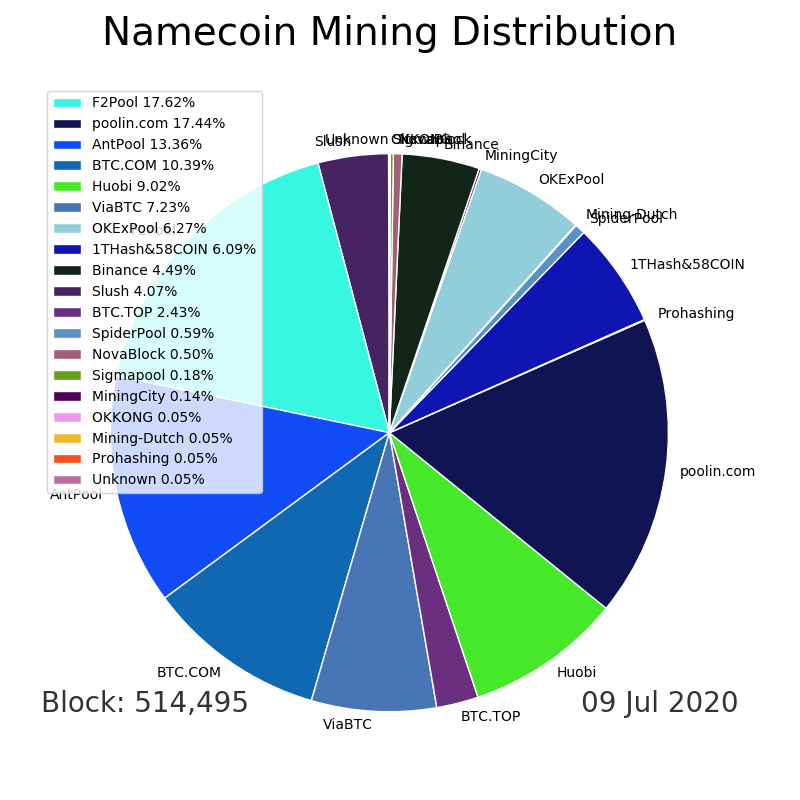 Namecoin Mining Distribution
F2Pool 17.62%
poolin.com 17.44%
AntPool 13.36%
BTC.COM 10.39%
Huobi 9.02%
ViaBTC 7.23%
OKExPool 6.27%
1THash&58COIN 6.09%
Binance 4.49%
Slush 4.07%
BTC.TOP 2.43%
SpiderPool 0.59%
NovaBlock 0.50%
Sigmapool 0.18%
MiningCity 0.14%
OKKONG 0.05%
Mining-Dutch 0.05%
Prohashing 0.05%
Unknown 0.05%
Slush
Unknown
Binance
MiningCity
OKExPool
Mining-Dutch
SpiderPool
1THash&58COIN
Prohashing
poolin.com
AntPool
Huobi
BTC.COM
BTC.TOP
ViaBTC
Block: 514,495
09 Jul 2020